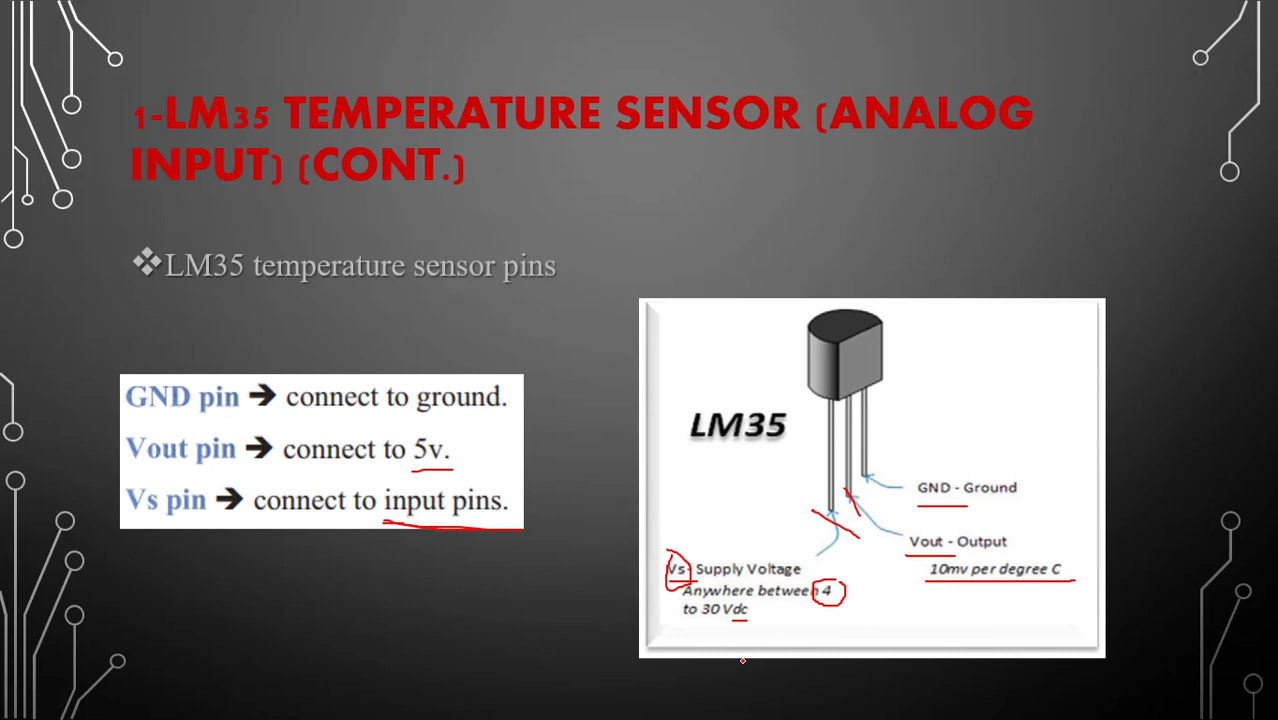 1-LM35 TEMPERATURE SENSOR (ANALOG
INPUT) (CONT.)
❖LM35 temperature sensor pins
GND pin ➔ connect to ground.
Vout pin ➔ connect to 5v.
Vs pin ➔ connect to input pins.
LM35
GND - Ground
Vout - Output
10mv per degree C
Vs- Supply Voltage
Anywhere between 4
to 30 Vdc